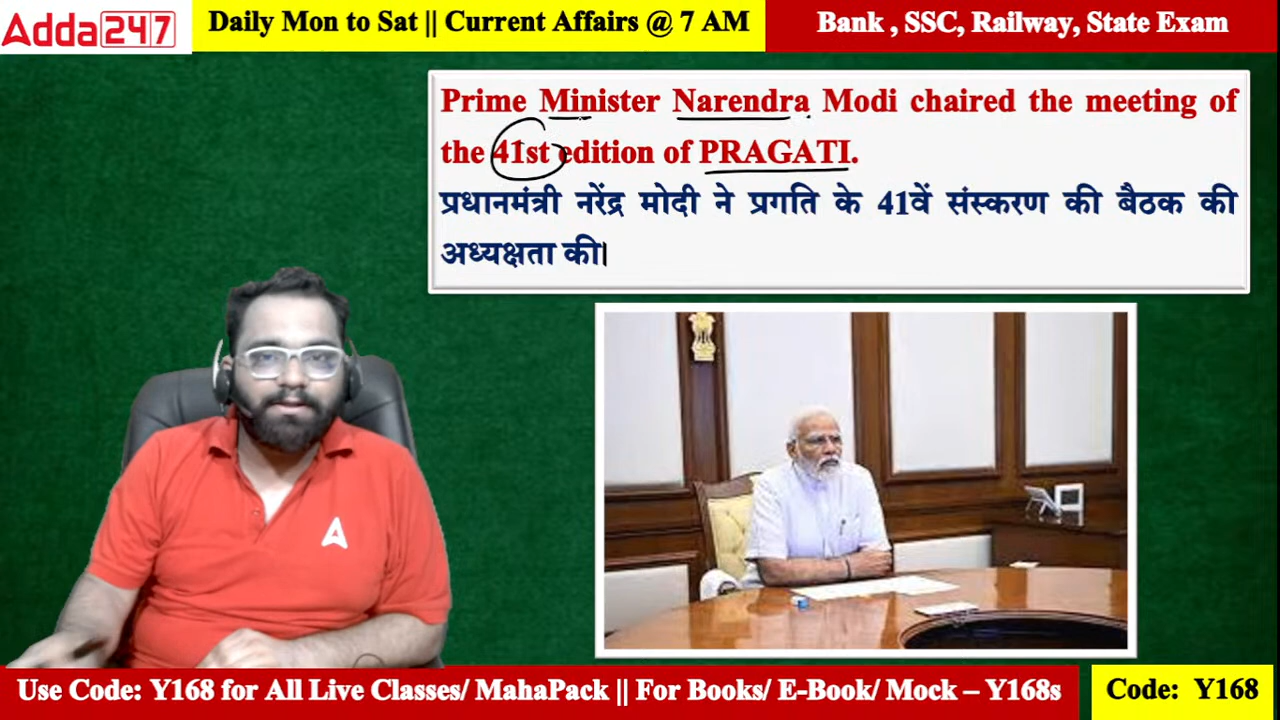 Adda247
Daily Mon to Sat || Current Affairs @ 7 AM
Bank , SSC, Railway, State Exam
Prime Minister Narendra Modi chaired the meeting of
the 41st edition of PRAGATI.
प्रधानमंत्री नरेंद्र मोदी ने प्रगति के 41वें संस्करण की बैठक की
अध्यक्षता की|
Use Code: Y168 for All Live Classes/ MahaPack || For Books/ E-Book/ Mock – Y168s
Code: Y168